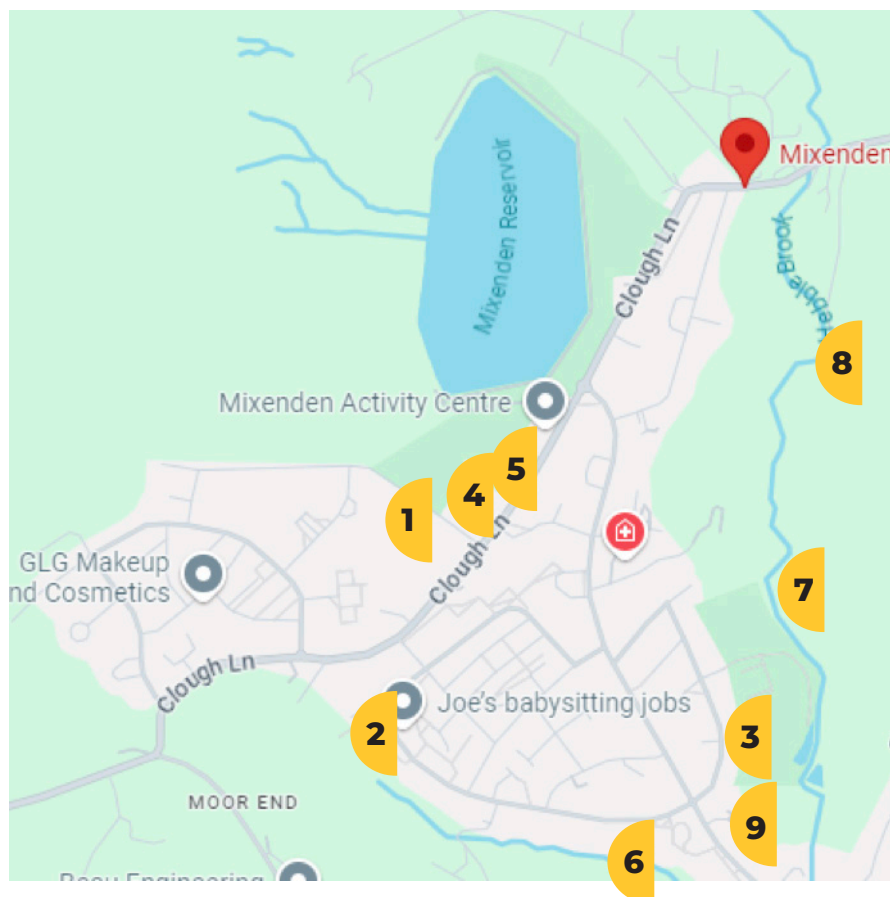 Mixenden
Mixenden Reservoir
Clough Ln
Hebble Brook
8
Mixenden Activity Centre
5
4
1
Clough Ln
GLG Makeup
nd Cosmetics
7
Clough Ln
Joe's babysitting jobs
2
3
MOOR END
9
6